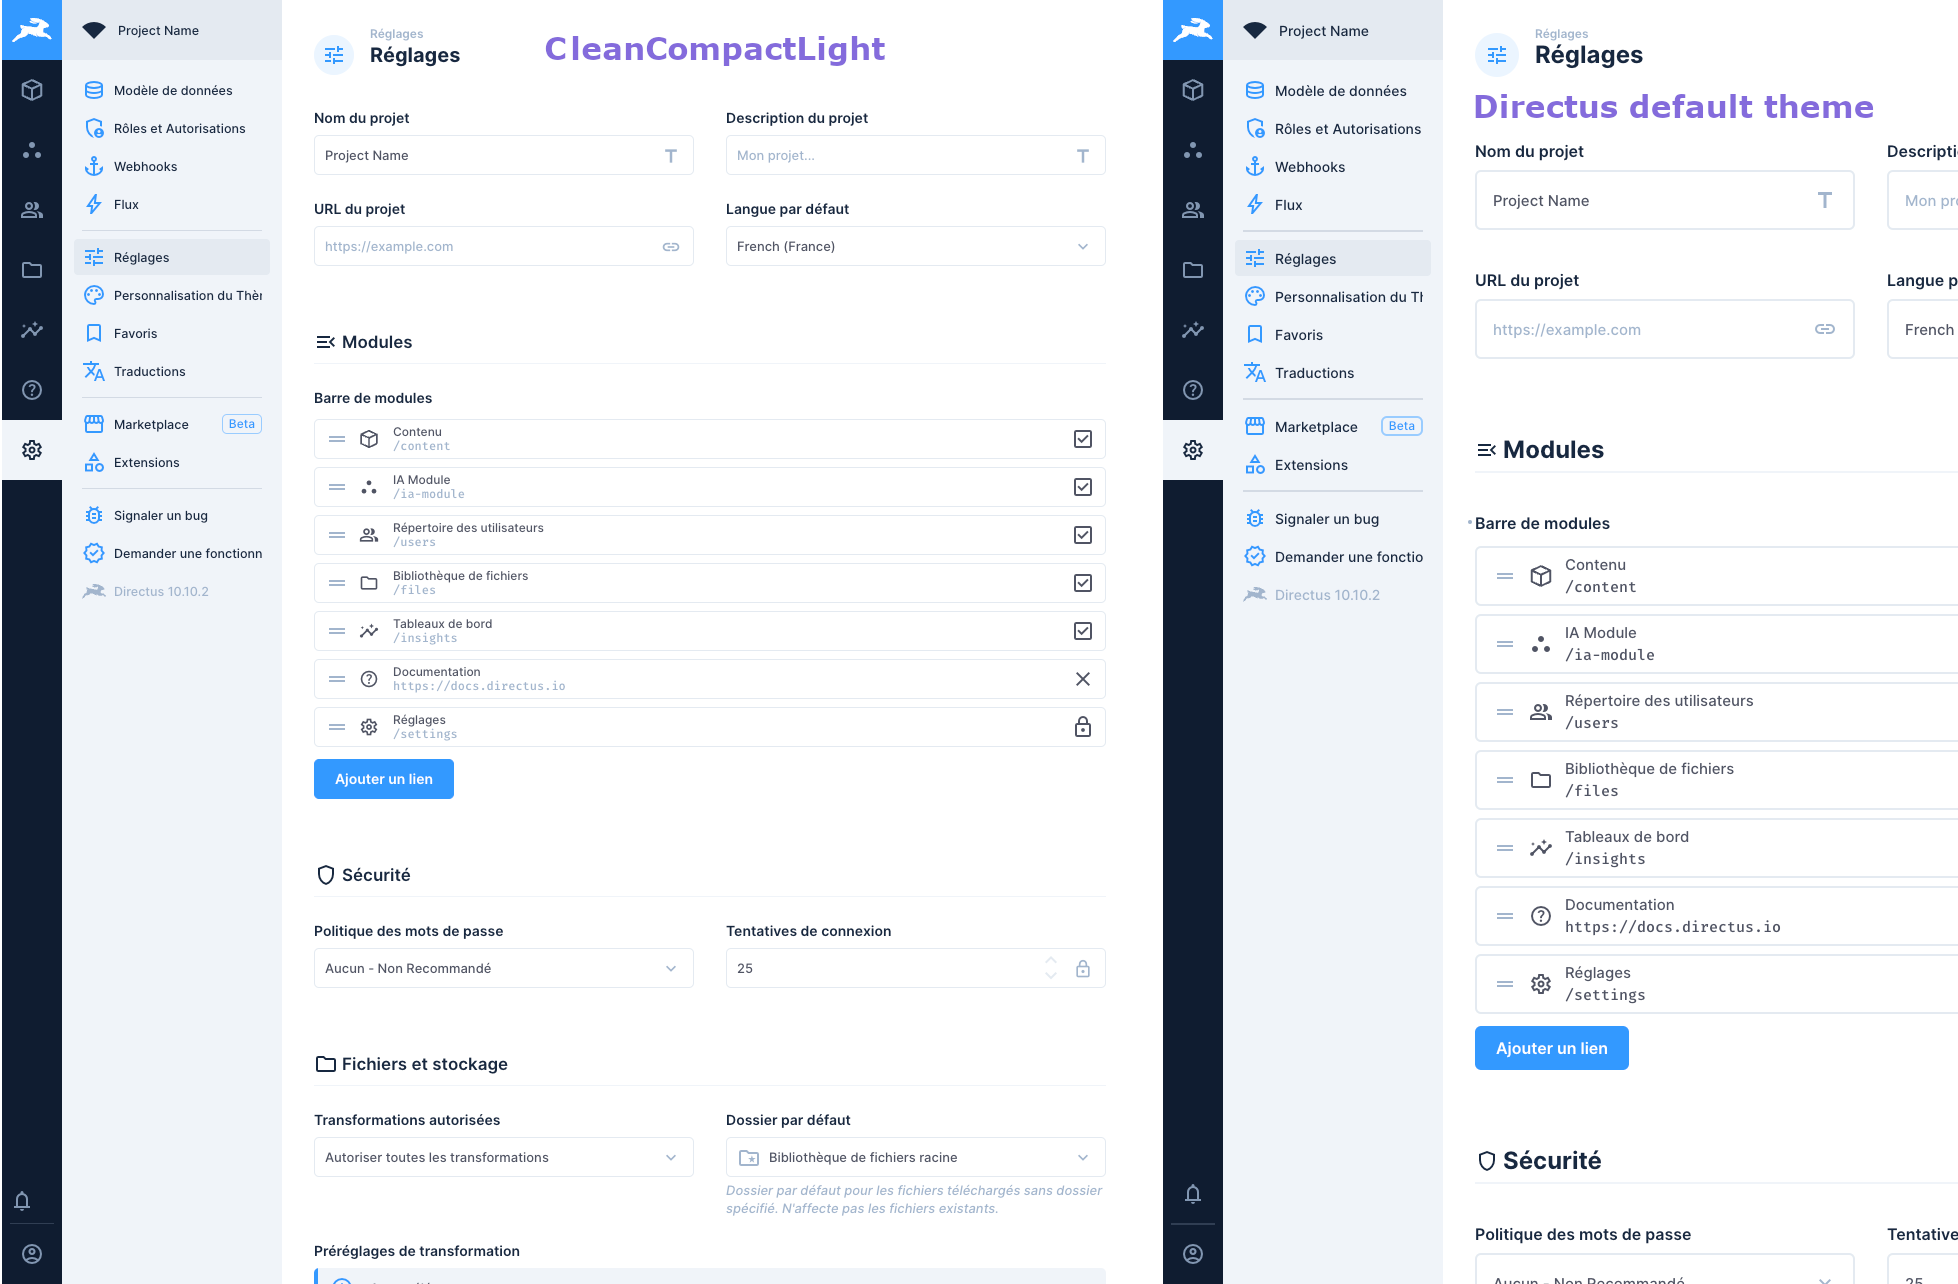 Project Name
Modèle de données
Rôles et Autorisations
Webhooks
Flux
Réglages
Personnalisation du Thèr
Favoris
Traductions
Marketplace Beta
Extensions
Signaler un bug
Demander une fonctionn
Directus 10.10.2
Réglages
Réglages
CleanCompactLight
Nom du projet
Project Name
Description du projet
Mon projet...
URL du projet
https://example.com
Langue par défaut
French (France)
Modules
Barre de modules
Contenu
/content
IA Module
/ia-module
Répertoire des utilisateurs
/users
Bibliothèque de fichiers
/files
Tableaux de bord
/insights
Documentation
https://docs.directus.io
Réglages
/settings
Ajouter un lien
Sécurité
Politique des mots de passe
Aucun - Non Recommandé
Tentatives de connexion
25
Fichiers et stockage
Transformations autorisées
Autoriser toutes les transformations
Dossier par défaut
Bibliothèque de fichiers racine
Dossier par défaut pour les fichiers téléchargés sans dossier
spécifié. N'affecte pas les fichiers existants.
Préréglages de transformation
Project Name
Modèle de données
Rôles et Autorisations
Webhooks
Flux
Réglages
Personnalisation du Th
Favoris
Traductions
Marketplace Beta
Extensions
Signaler un bug
Demander une fonctio
Directus 10.10.2
Réglages
Réglages
Directus default theme
Nom du projet
Project Name
Descripti
Mon pro
URL du projet
https://example.com
Langue p
French
Modules
Barre de modules
Contenu
/content
IA Module
/ia-module
Répertoire des utilisateurs
/users
Bibliothèque de fichiers
/files
Tableaux de bord
/insights
Documentation
https://docs.directus.io
Réglages
/settings
Ajouter un lien
Sécurité
Politique des mots de passe
Aucun - Non Recommandé
Tentative
25